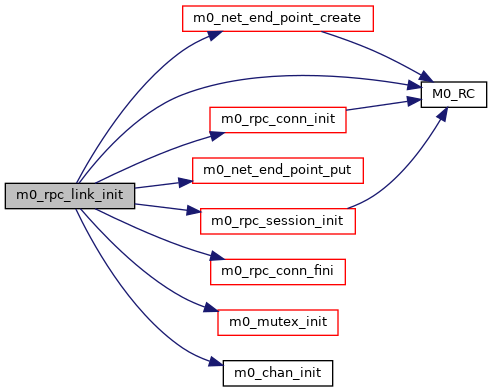 m0_net_end_point_create
M0_RC
m0_rpc_conn_init
m0_net_end_point_put
m0_rpc_link_init
m0_rpc_session_init
m0_rpc_conn_fini
m0_mutex_init
m0_chan_init